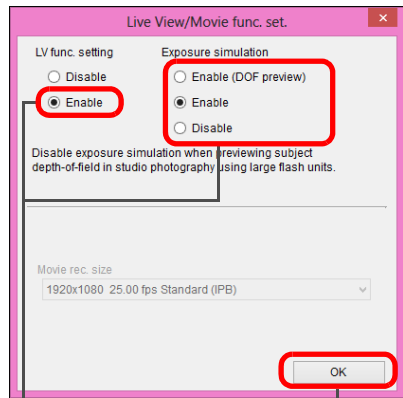 Live View/Movie func. set.
×
LV func. setting
Exposure simulation
Disable
Enable (DOF preview)
Enable
Enable
Disable
Disable exposure simulation when previewing subject
depth-of-field in studio photography using large flash units.
Movie rec. size
1920x1080 25.00 fps Standard (IPB)
OK